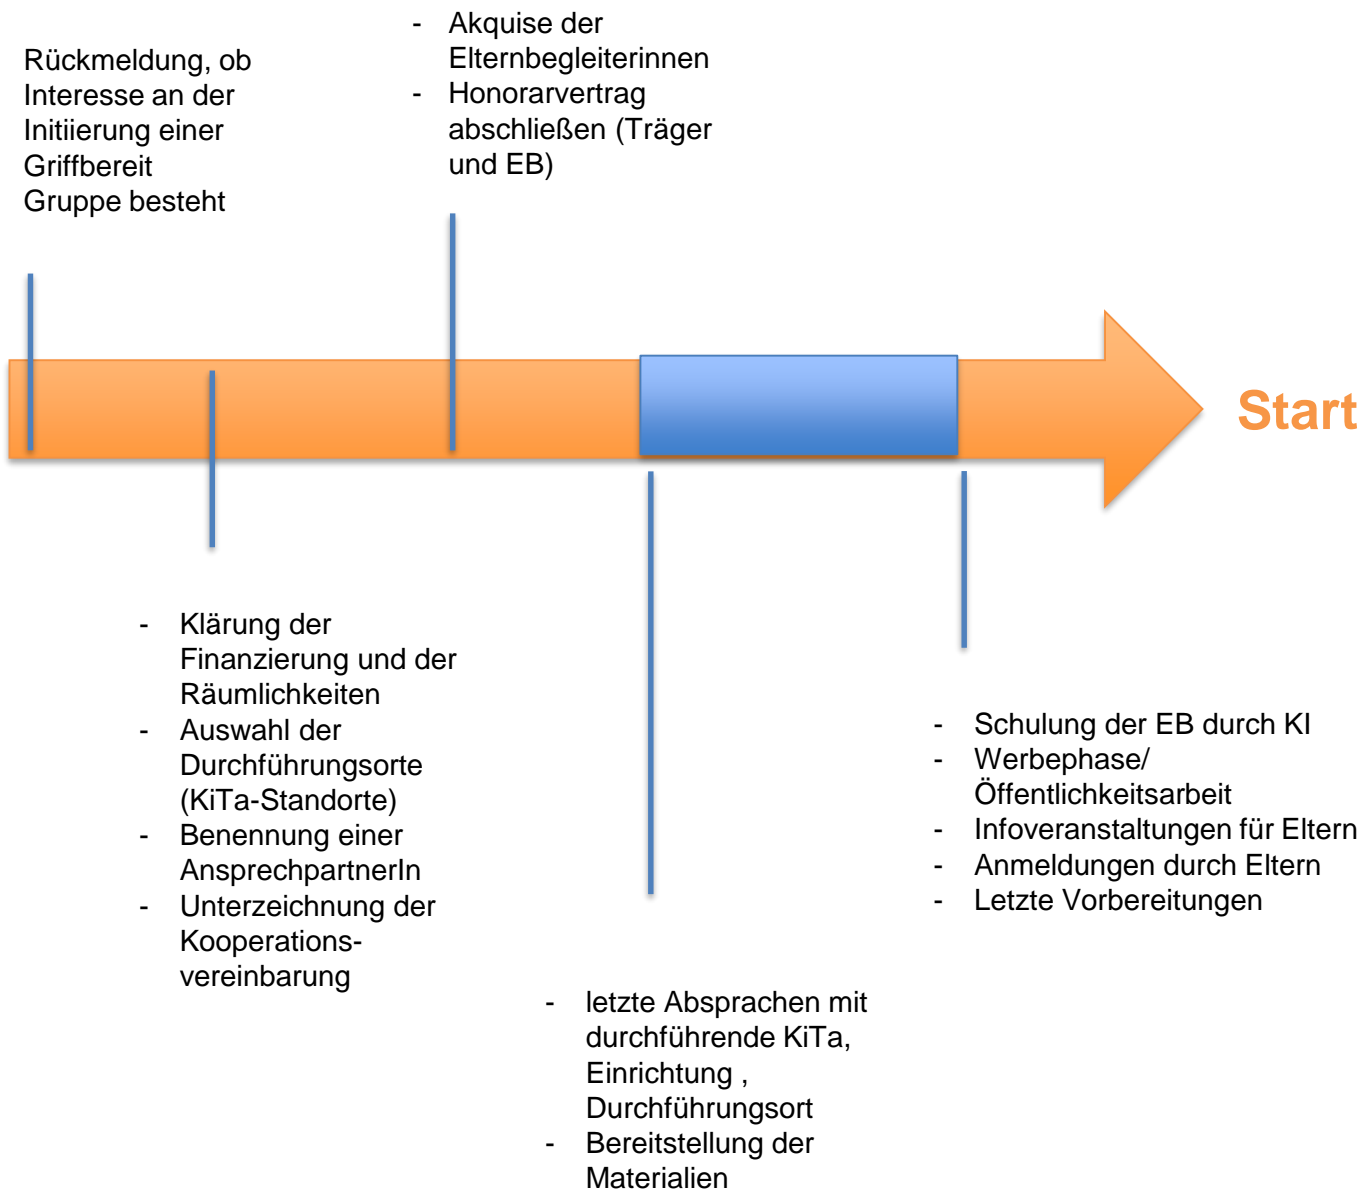 Rückmeldung, ob
Interesse an der
Initiierung einer
Griffbereit
Gruppe besteht
- Akquise der
Elternbegleiterinnen
- Honorarvertrag
abschließen (Träger
und EB)
Start
- Klärung der
Finanzierung und der
Räumlichkeiten
- Auswahl der
Durchführungsorte
(KiTa-Standorte)
- Benennung einer
AnsprechpartnerIn
- Unterzeichnung der
Kooperations-
vereinbarung
- letzte Absprachen mit
durchführende KiTa,
Einrichtung ,
Durchführungsort
- Bereitstellung der
Materialien
- Schulung der EB durch KI
- Werbephase/
Öffentlichkeitsarbeit
- Infoveranstaltungen für Eltern
- Anmeldungen durch Eltern
- Letzte Vorbereitungen